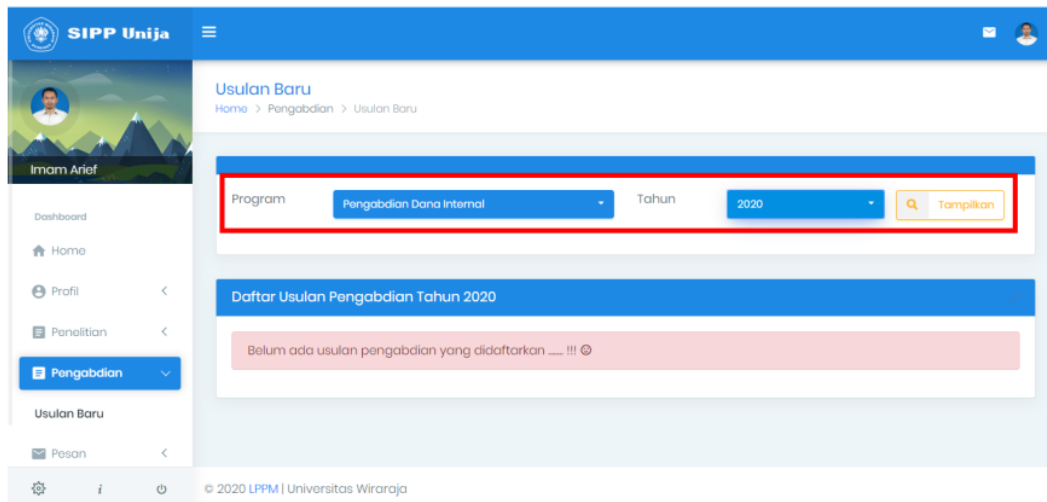 SIPP Unija
Imam Arief
Dashboard
Home
Profil
Penelitian
Pengabdian
Usulan Baru
Pesan
i
Usulan Baru
Home > Pengabdian > Usulan Baru
Program
Pengabdian Dana Internal
Tahun
2020
Tampilkan
Daftar Usulan Pengabdian Tahun 2020
Belum ada usulan pengabdian yang didaftarkan ...... !!! ☹
© 2020 LPPM | Universitas Wiraraja